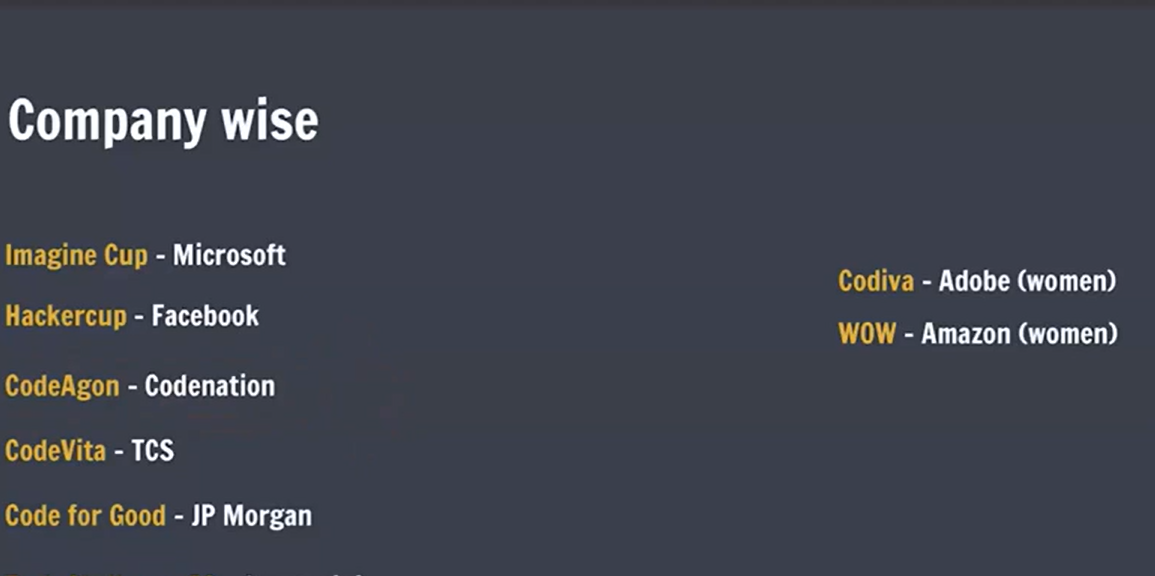 Company wise
Imagine Cup - Microsoft
Hackercup - Facebook
CodeAgon - Codenation
CodeVita - TCS
Code for Good - JP Morgan
Codiva - Adobe (women)
WOW - Amazon (women)